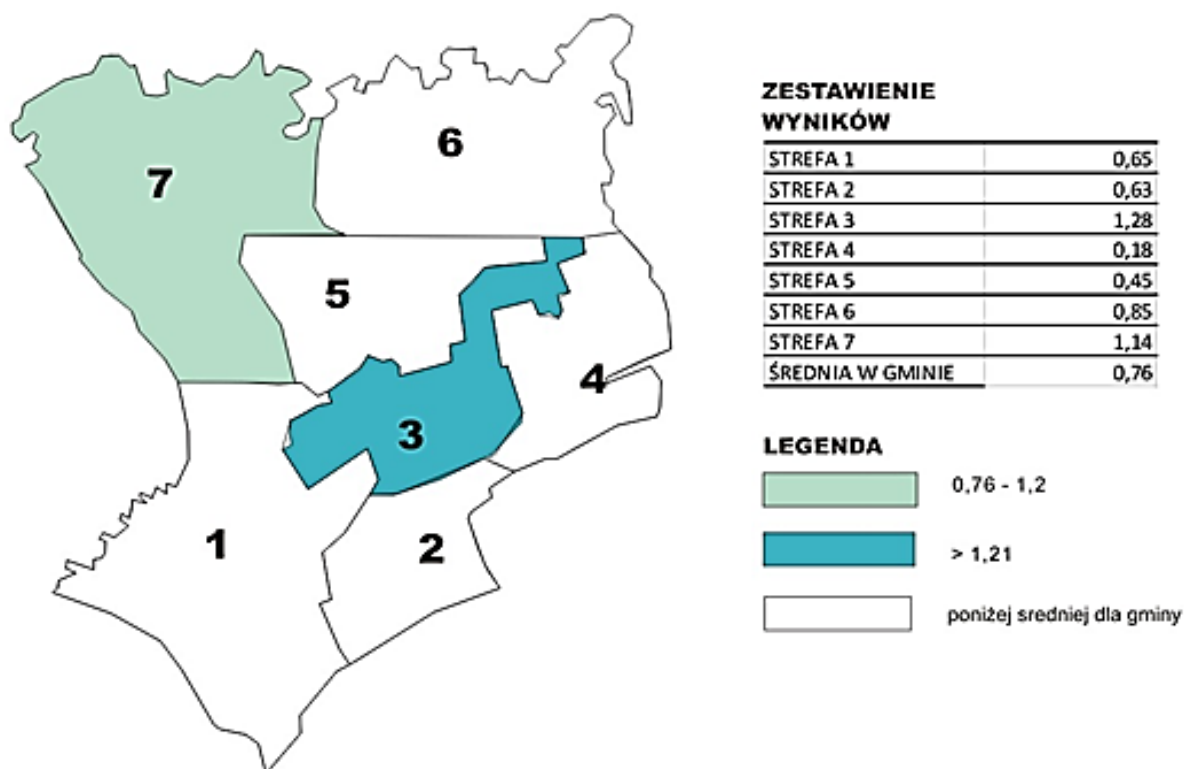 7
6
5
4
3
1
2
ZESTAWIENIE
WYNIKÓW
STREFA 1 0,65
STREFA 2 0,63
STREFA 3 1,28
STREFA 4 0,18
STREFA 5 0,45
STREFA 6 0,85
STREFA 7 1,14
ŚREDNIA W GMINIE 0,76
LEGENDA
0,76 - 1,2
> 1,21
poniżej sredniej dla gminy